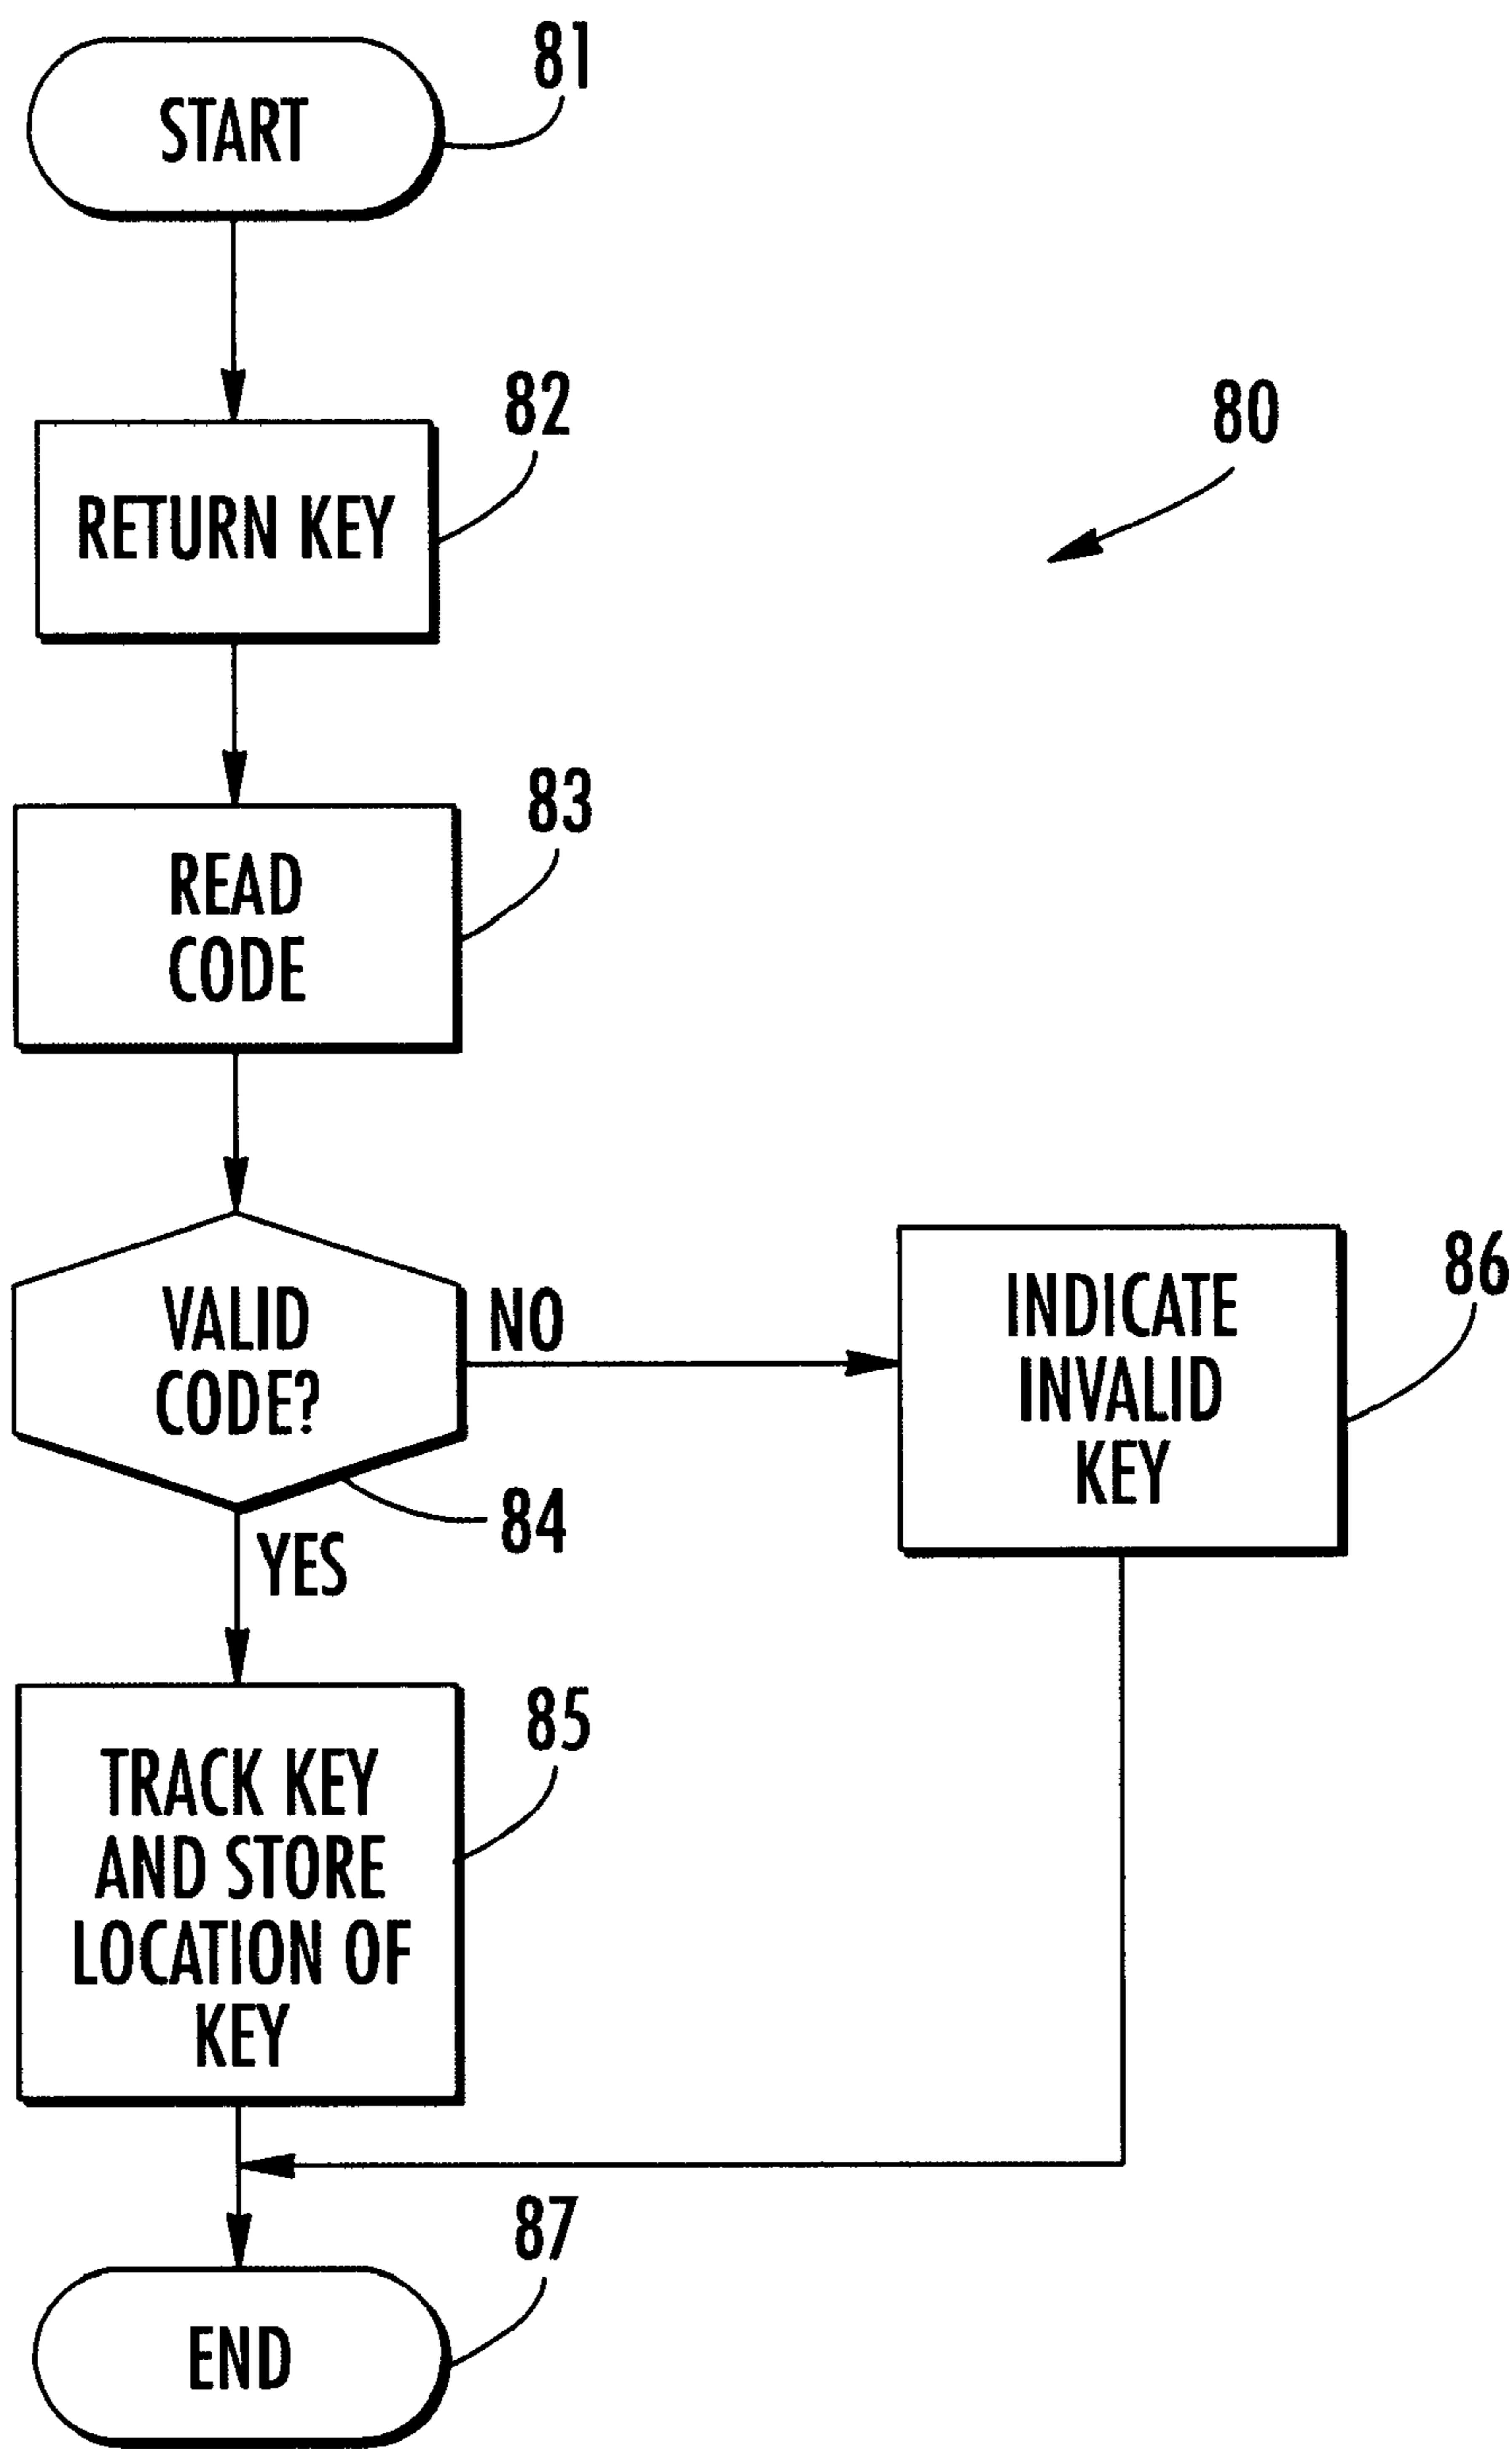 81
START
82
RETURN KEY
80
83
READ
CODE
VALID
CODE?
NO
84
YES
86
INDICATE
INVALID
KEY
85
TRACK KEY
AND STORE
LOCATION OF
KEY
87
END